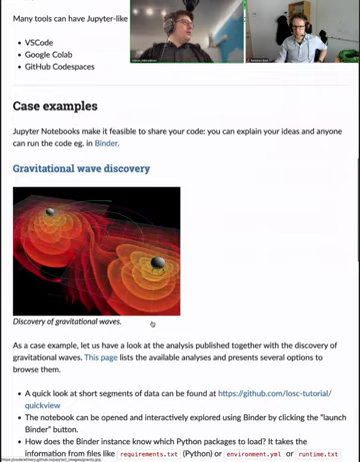 Many tools can have Jupyter-like
• VSCode
• Google Colab
• GitHub Codespaces
Case examples
Jupyter Notebooks make it feasible to share your code: you can explain your ideas and anyone
can run the code eg. in Binder.
Gravitational wave discovery
Discovery of gravitational waves.
As a case example, let us have a look at the analysis published together with the discovery of
gravitational waves. This page lists the available analyses and presents several options to
browse them.
• A quick look at short segments of data can be found at https://github.com/losc-tutorial/
quickview
• The notebook can be opened and interactively explored using Binder by clicking the "launch
Binder" button.
• How does the Binder instance know which Python packages to load? It takes the
information from files like requirements.txt (Python) or environment.yml or runtime.txt